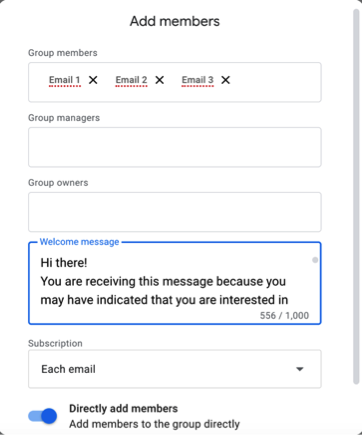 Add members
Group members
Email 1 Email 2 Email 3
Group managers
Group owners
Welcome message
Hi there!
You are receiving this message because you
may have indicated that you are interested in
556 / 1,000
Subscription
Each email
Directly add members
Add members to the group directly